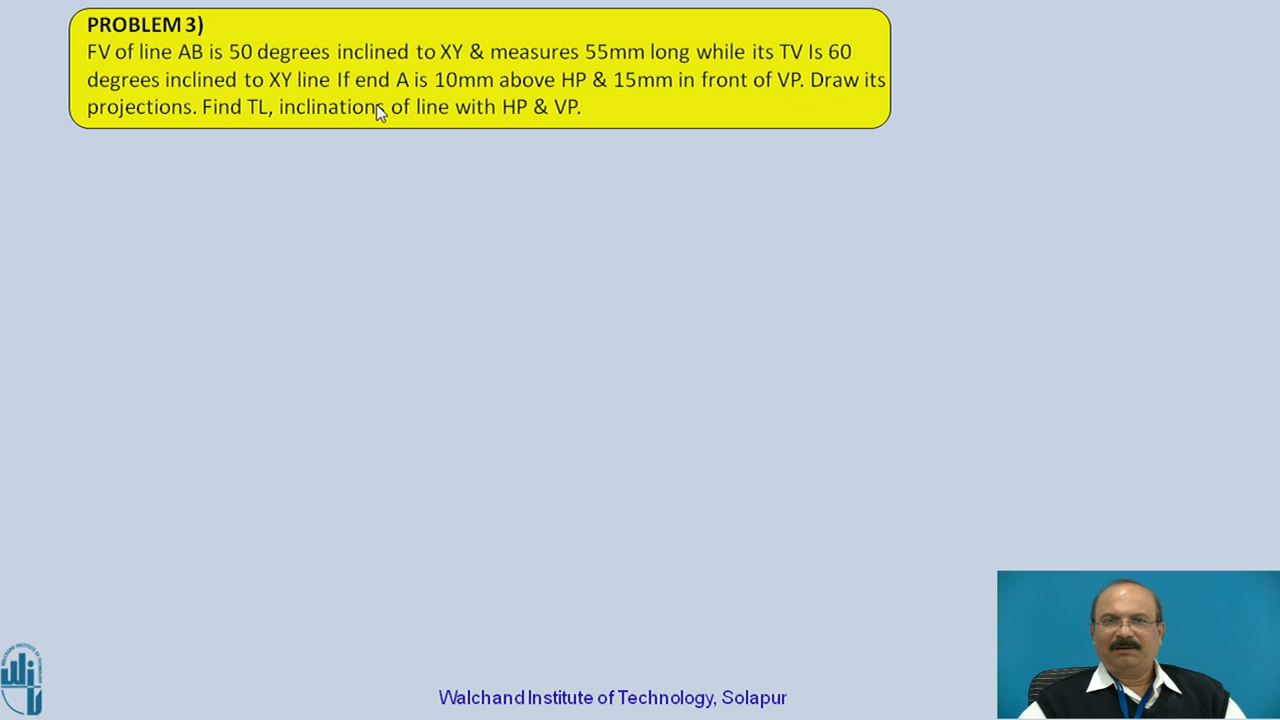 PROBLEM 3)
FV of line AB is 50 degrees inclined to XY & measures 55mm long while its TV Is 60
degrees inclined to XY line If end A is 10mm above HP & 15mm in front of VP. Draw its
projections. Find TL, inclinations of line with HP & VP.
Walchand Institute of Technology, Solapur